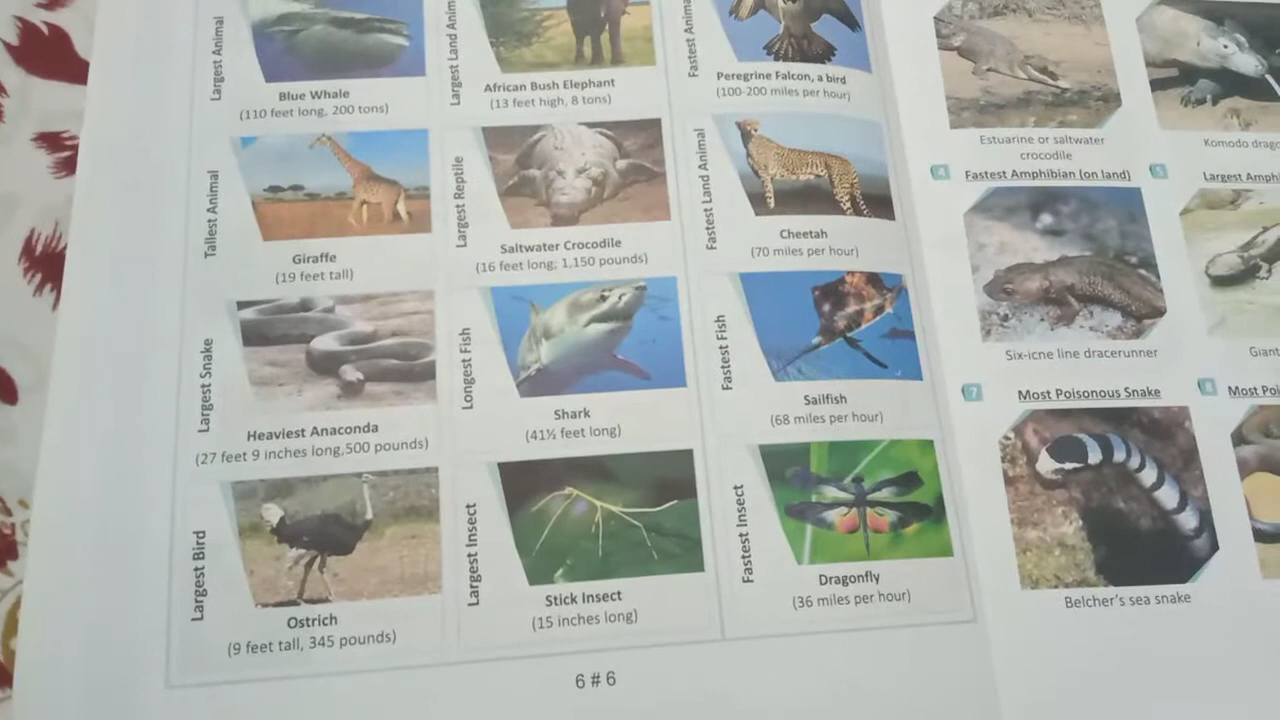 Largest Animal
Blue Whale
(110 feet long, 200 tons)
Largest Land
African Bush Elephant
(13 feet high, 8 tons)
Fastest
Peregrine Falcon, a bird
(100-200 miles per hour)
Tallest Animal
Giraffe
(19 feet tall)
Largest Reptile
Saltwater Crocodile
(16 feet long; 1,150 pounds)
Fastest Land Animal
Cheetah
(70 miles per hour)
Largest Snake
Heaviest Anaconda
(27 feet 9 inches long,500 pounds)
Longest Fish
Shark
(41½ feet long)
Fastest Fish
Sailfish
(68 miles per hour)
Largest Bird
Ostrich
(9 feet tall, 345 pounds)
Largest Insect
Stick Insect
(15 inches long)
Fastest Insect
Dragonfly
(36 miles per hour)
6 # 6
Estuarine or saltwater
crocodile
Komodo
4
Fastest Amphibian (on land)
Six-icne line dracerunner
Largest
Giant
7
Most Poisonous Snake
Belcher's sea snake
8
Most